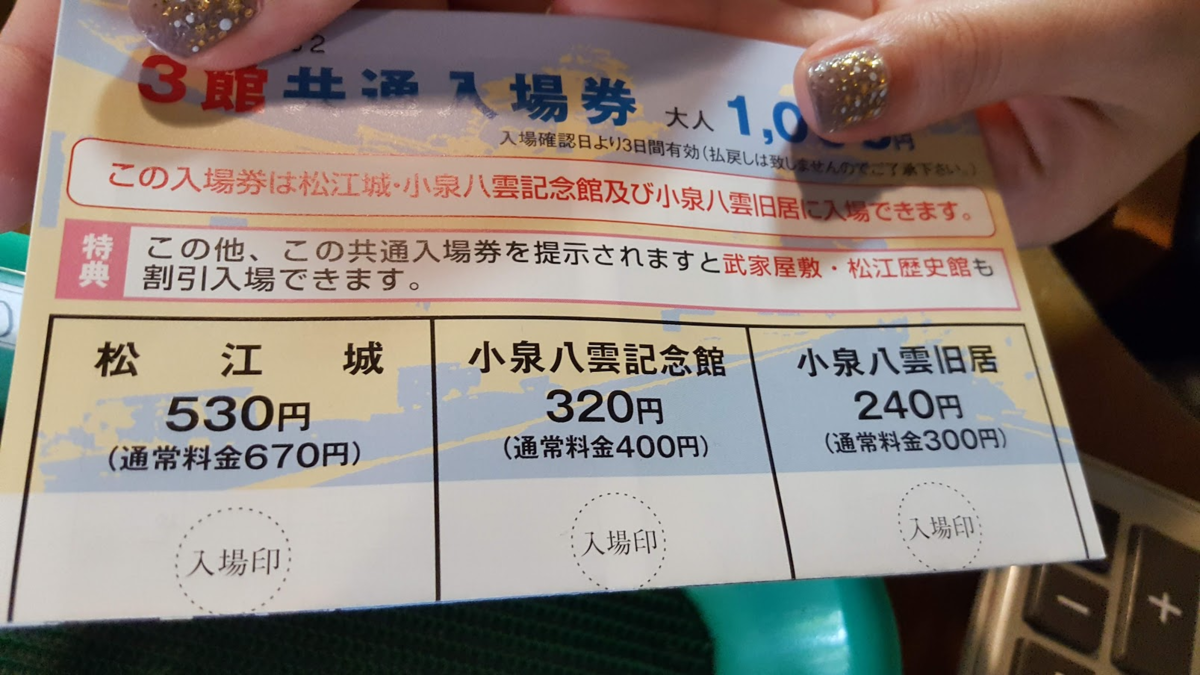 3館共通入場券 大人
入場確認日より3日間有効(払戻しは致しませんのでご了承下さい。)
この入場券は松江城・小泉八雲記念館及び小泉八雲旧居に入場できます。
特典
この他、この共通入場券を提示されますと武家屋敷・松江歴史館も
割引入場できます。
松江城
530円
(通常料金670円)
入場印
小泉八雲記念館
320円
(通常料金400円)
入場印
小泉八雲旧居
240円
(通常料金300円)
入場印